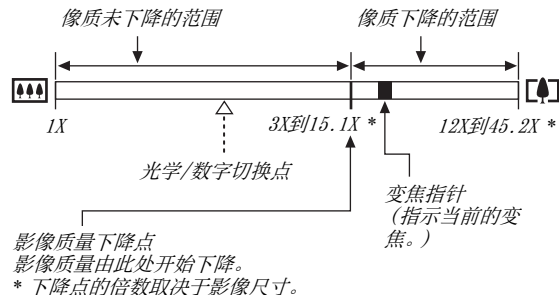 像质未下降的范围
像质下降的范围
1X
3X到15.1X *
12X到45.2X *
光学/数字切换点
变焦指针
(指示当前的变
焦。)
影像质量下降点
影像质量由此处开始下降。
* 下降点的倍数取决于影像尺寸。